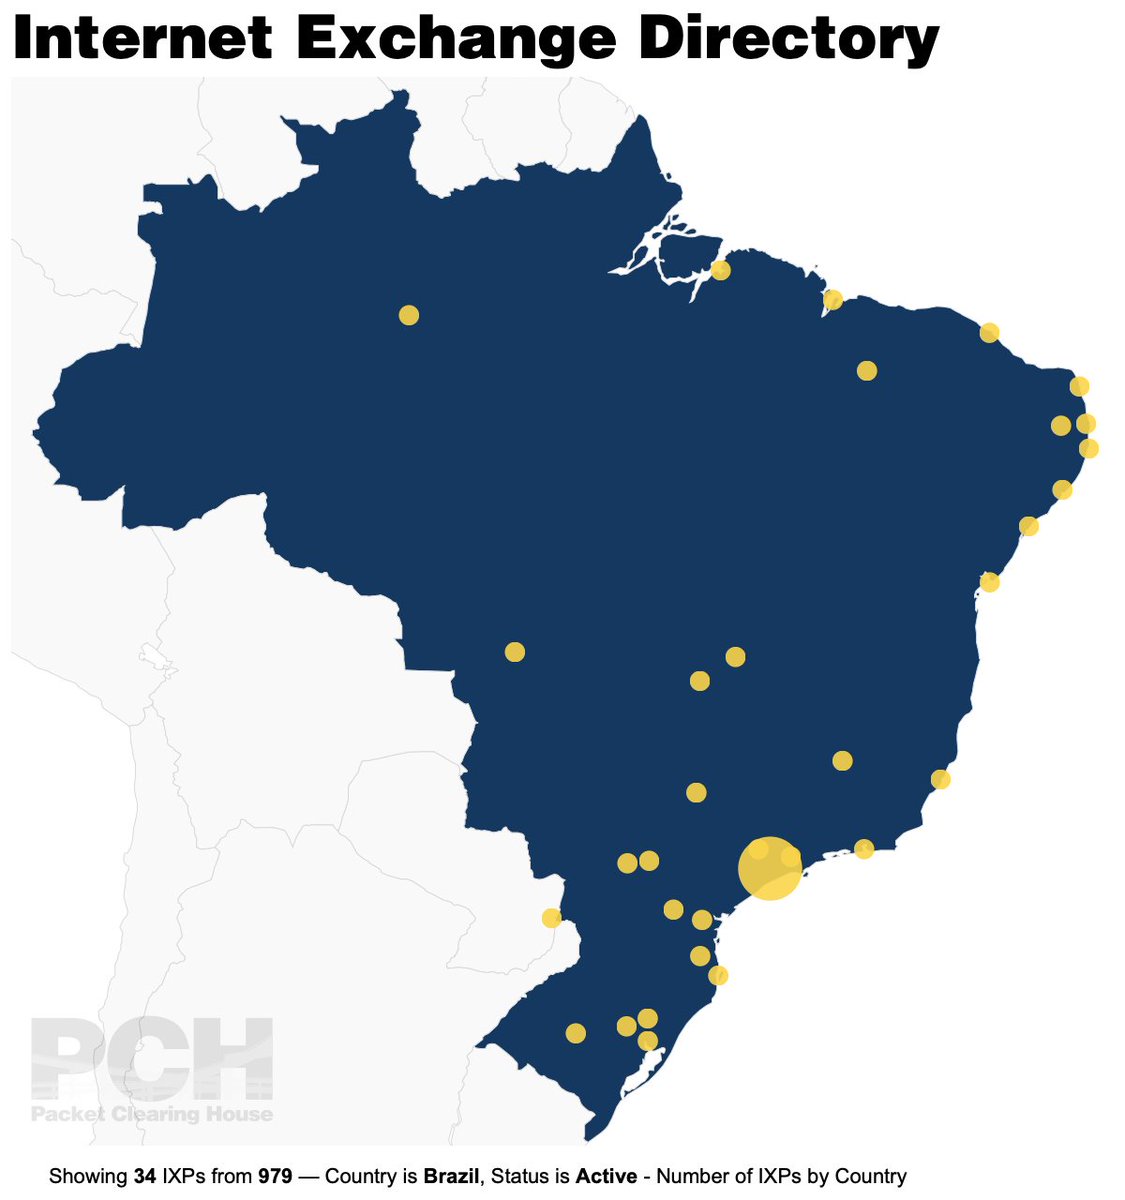 Internet Exchange Directory
PCH
Packet Clearing House
Showing 34 IXPs from 979 — Country is Brazil, Status is Active - Number of IXPs by Country